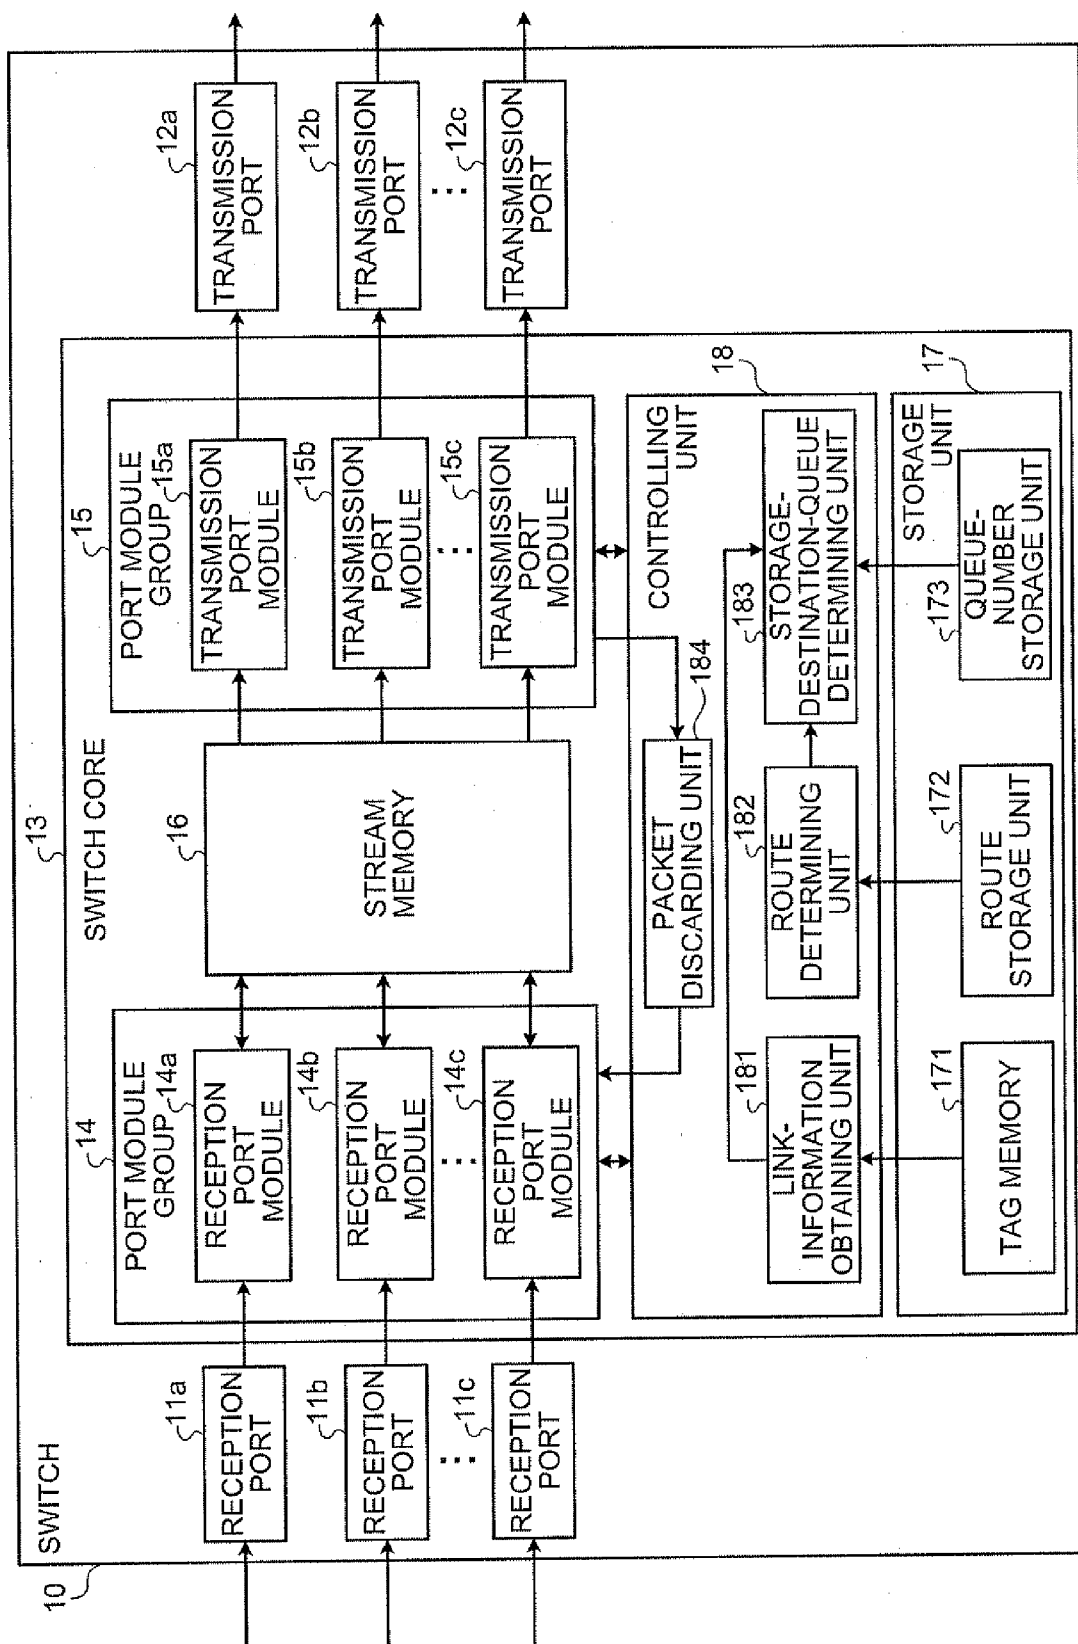 10
SWITCH
13
SWITCH CORE
11a
RECEPTION
PORT
11b
RECEPTION
PORT
⋮
11c
RECEPTION
PORT
14
PORT MODULE
GROUP
14a
RECEPTION
PORT
MODULE
14b
RECEPTION
PORT
MODULE
⋮
14c
RECEPTION
PORT
MODULE
16
STREAM
MEMORY
15
PORT MODULE
GROUP
15a
TRANSMISSION
PORT
MODULE
15b
TRANSMISSION
PORT
MODULE
⋮
15c
TRANSMISSION
PORT
MODULE
12a
TRANSMISSION
PORT
12b
TRANSMISSION
PORT
⋮
12c
TRANSMISSION
PORT
18
CONTROLLING
UNIT
184
PACKET
DISCARDING UNIT
181
LINK-
INFORMATION
OBTAINING UNIT
182
ROUTE
DETERMINING
UNIT
183
STORAGE-
DESTINATION-QUEUE
DETERMINING UNIT
17
STORAGE
UNIT
171
TAG MEMORY
172
ROUTE
STORAGE UNIT
173
QUEUE-
NUMBER
STORAGE UNIT